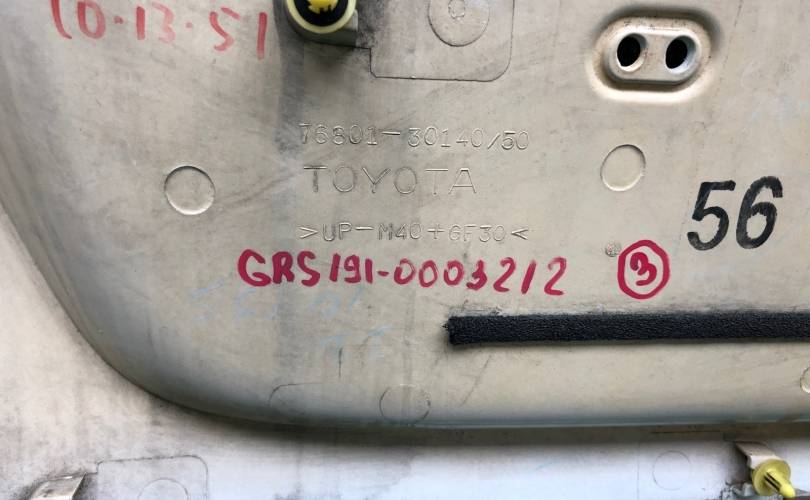 10-13-51
76801-30140/50
TOYOTA
>UP-M40+GF30<
56
GRS191-0003212 3